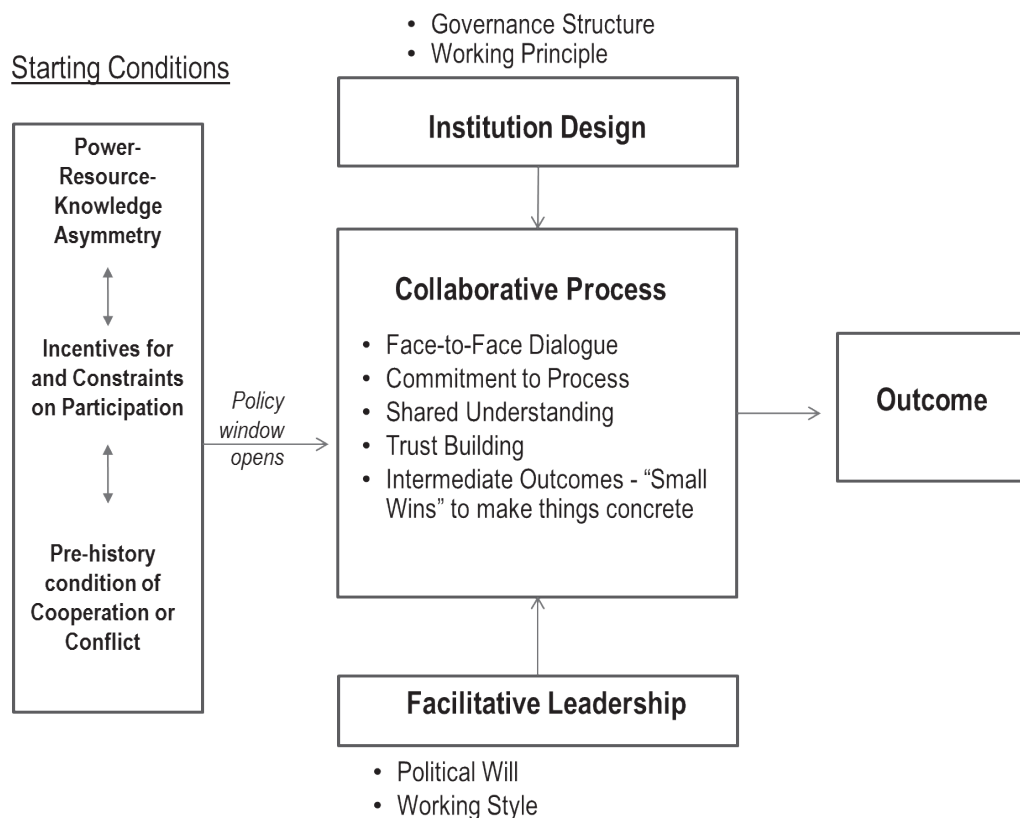 Starting Conditions
Power-
Resource-
Knowledge
Asymmetry
Incentives for
and Constraints
on Participation
Pre-history
condition of
Cooperation or
Conflict
Policy
window
opens
• Governance Structure
• Working Principle
Institution Design
Collaborative Process
• Face-to-Face Dialogue
• Commitment to Process
• Shared Understanding
• Trust Building
• Intermediate Outcomes - “Small
Wins” to make things concrete
Facilitative Leadership
• Political Will
• Working Style
Outcome